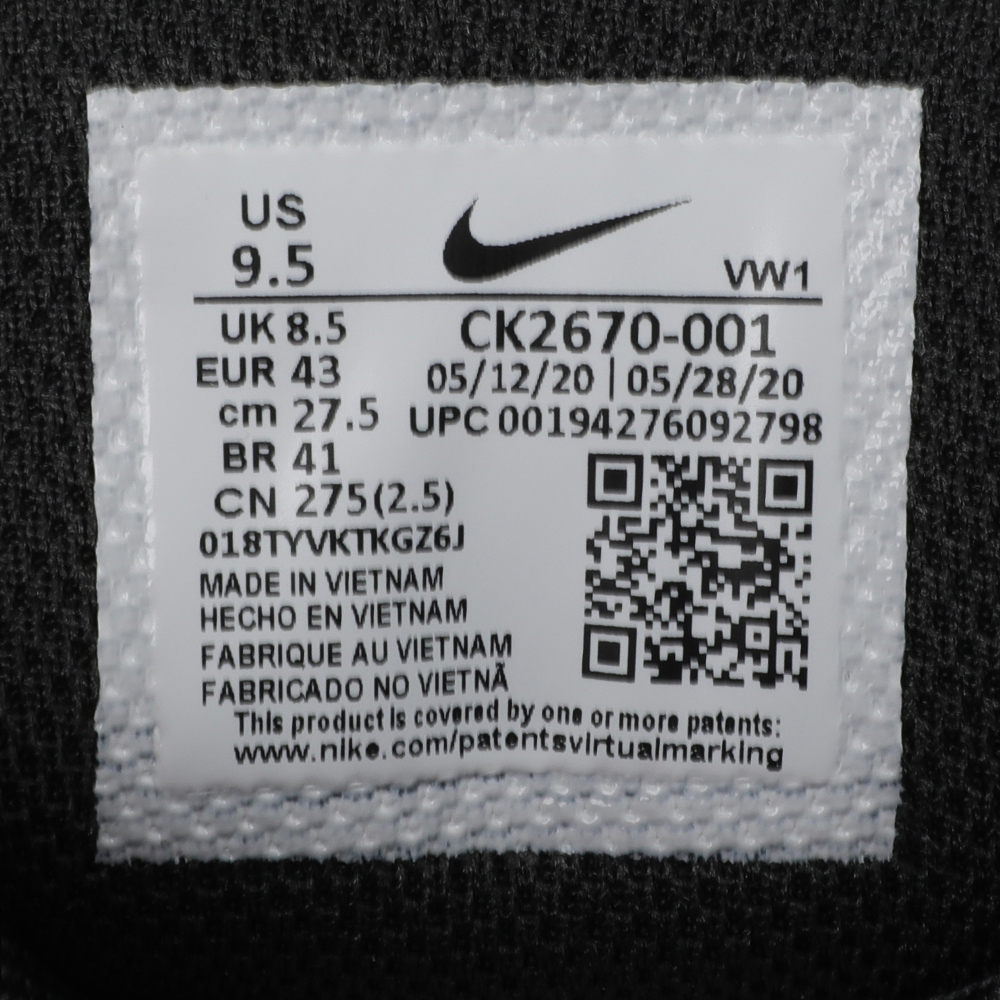 US
9.5
VW1
UK 8.5
CK2670-001
EUR 43
05/12/20 | 05/28/20
cm 27.5
UPC 00194276092798
BR 41
CN 275(2.5)
018TYVKTKGZ6J
MADE IN VIETNAM
HECHO EN VIETNAM
FABRIQUE AU VIETNAM
FABRICADO NO VIETNÃ
This product is covered by one or more patents:
www.nike.com/patentsvirtualmarking